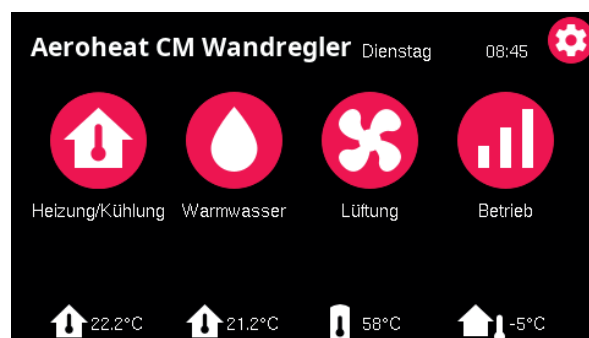 Aeroheat CM Wandregler Dienstag 08:45
Heizung/Kühlung Warmwasser Lüftung Betrieb
22.2°C 21.2°C 58°C -5°C